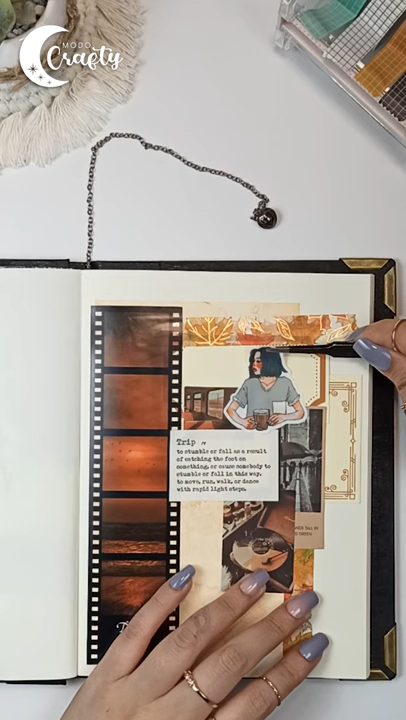 MODO
Crafty
Trip v.
to stumble or fall as a result
of catching the foot on
something, or cause somebody to
stumble or fall in this way.
to move, run, walk, or dance
with rapid light steps.